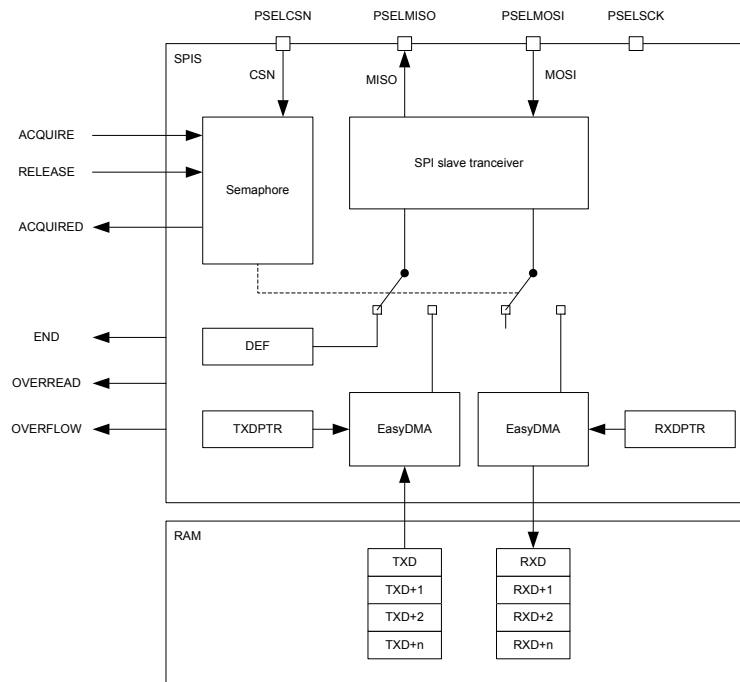 PSELCSN PSELMISO PSELMOSI PSELSCK
SPIS
CSN MISO MOSI
ACQUIRE
RELEASE
ACQUIRED
Semaphore
SPI slave tranceiver
END
OVERREAD
OVERFLOW
DEF
TXDPTR EasyDMA EasyDMA RXDPTR
RAM
TXD RXD
TXD+1 RXD+1
TXD+2 RXD+2
TXD+n RXD+n